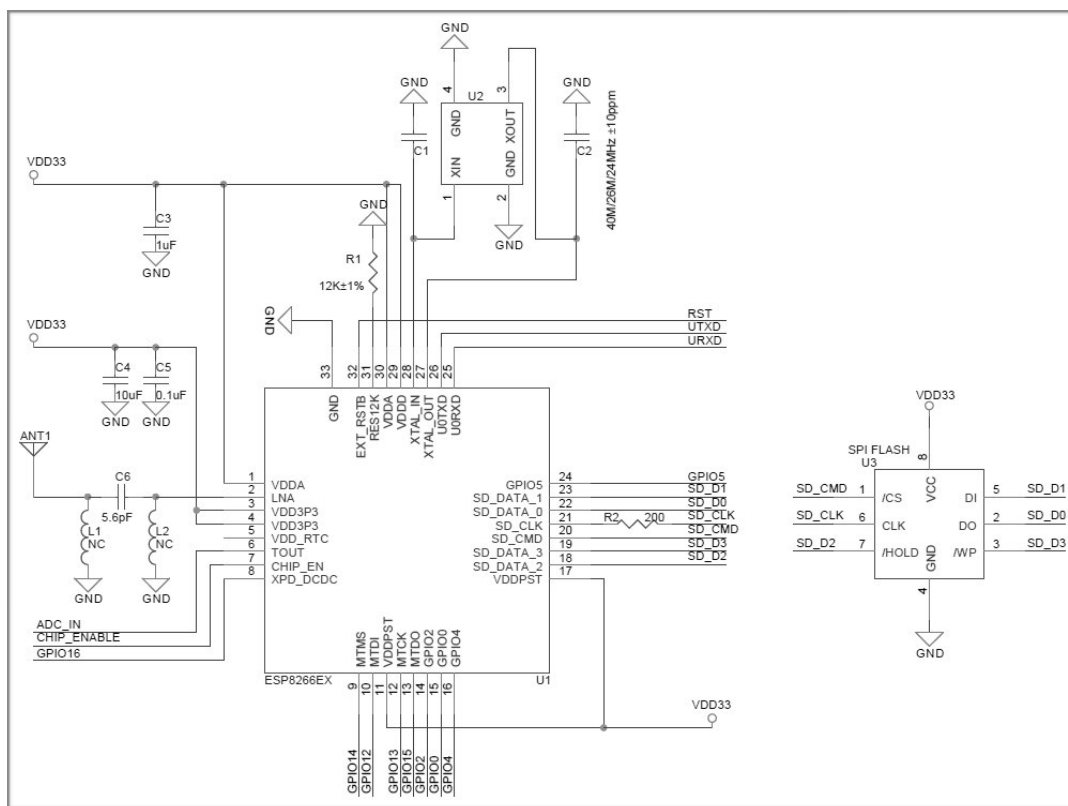 GND
4
3
U2
GND
GND
GND
XOUT
C1
XIN
GND
C2
40M/26M/24MHz ±10ppm
1
2
GND
VDD33
C3
1uF
GND
GND
R1
12K±1%
GND
RST
UTXD
URXD
VDD33
C4
10uF
GND
C5
0.1uF
GND
33
32
31
30
29
28
27
26
25
GND
EXT_RSTB
RES12K
VDDA
VDDD
XTAL_IN
XTAL_OUT
U0TXD
U0RXD
ANT1
C6
5.6pF
L1
NC
GND
L2
NC
GND
1 VDDA
2 LNA
3 VDD3P3
4 VDD3P3
5 VDD_RTC
6 TOUT
7 CHIP_EN
8 XPD_DCDC
ADC_IN
CHIP_ENABLE
GPIO16
GPIO5 24 GPIO5
SD_DATA_1 23 SD_D1
SD_DATA_0 22 SD_D0
SD_CLK 21 R2 200 SD_CLK
SD_CMD 20 SD_CMD
SD_DATA_3 19 SD_D3
SD_DATA_2 18 SD_D2
VDDPST 17
MTMS
MTDI
VDDPST
MTCK
MTDO
GPIO2
GPIO0
GPIO4
ESP8266EX
U1
9
10
11
12
13
14
15
16
GPIO14
GPIO12
GPIO13
GPIO15
GPIO2
GPIO0
GPIO4
VDD33
VDD33
SPI FLASH
U3
8
VCC
SD_CMD 1 /CS
DI 5 SD_D1
SD_CLK 6 CLK
DO 2 SD_D0
SD_D2 7 /HOLD
/WP 3 SD_D3
GND
4
GND